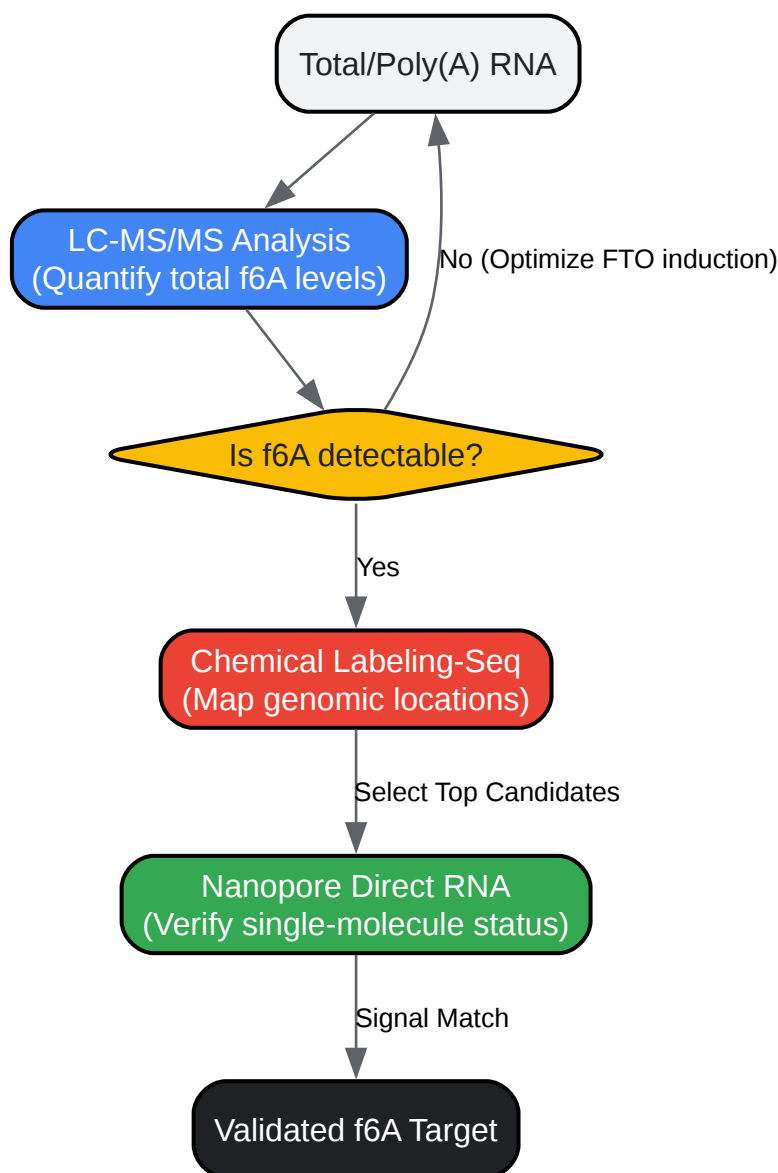 Total/Poly(A) RNA
LC-MS/MS Analysis
(Quantify total f6A levels)
No (Optimize FTO induction)
Is f6A detectable?
Yes
Chemical Labeling-Seq
(Map genomic locations)
Select Top Candidates
Nanopore Direct RNA
(Verify single-molecule status)
Signal Match
Validated f6A Target